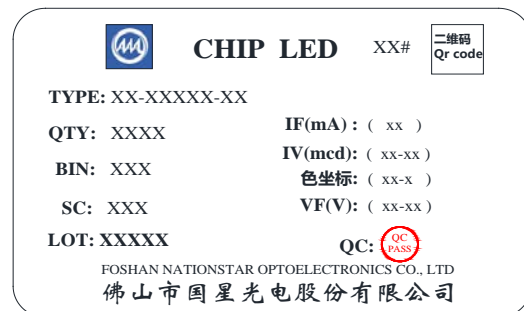 CHIP LED XX# 二维码
Qr code
TYPE: XX-XXXXX-XX
QTY: XXXX IF(mA) : ( xx )
IV(mcd): ( xx-xx )
BIN: XXX 色坐标: ( xx-x )
SC: XXX VF(V): ( xx-xx )
LOT: XXXXX QC: QC
PASS
FOSHAN NATIONSTAR OPTOELECTRONICS CO., LTD
佛山市国星光电股份有限公司